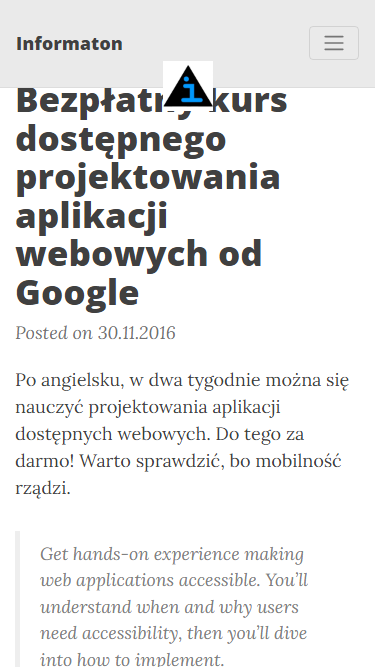 Informaton
Bezpłatny kurs
dostępnego
projektowania
aplikacji
webowych od
Google
Posted on 30.11.2016
Po angielsku, w dwa tygodnie można się
nauczyć projektowania aplikacji
dostępnych webowych. Do tego za
darmo! Warto sprawdzić, bo mobilność
rządzi.
Get hands-on experience making
web applications accessible. You’ll
understand when and why users
need accessibility, then you’ll dive
into how to implement.